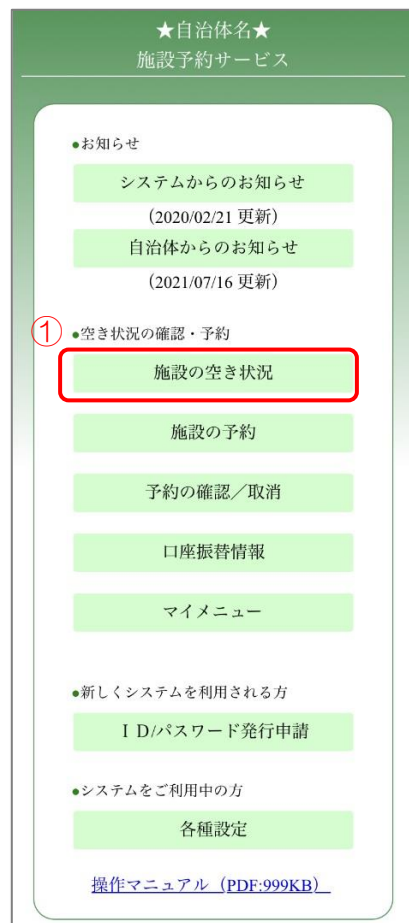 ★自治体名★
施設予約サービス
●お知らせ
システムからのお知らせ
（2020/02/21 更新）
自治体からのお知らせ
（2021/07/16 更新）
①
●空き状況の確認・予約
施設の空き状況
施設の予約
予約の確認／取消
口座振替情報
マイメニュー
●新しくシステムを利用される方
ＩＤ/パスワード発行申請
●システムをご利用中の方
各種設定
操作マニュアル（PDF:999KB）